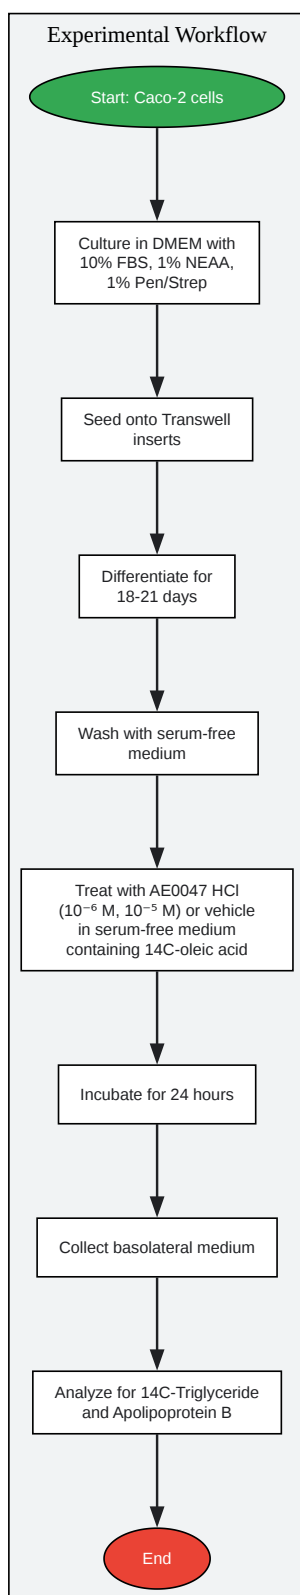 Experimental Workflow
Start: Caco-2 cells
Culture in DMEM with
10% FBS, 1% NEAA,
1% Pen/Strep
Seed onto Transwell
inserts
Differentiate for
18-21 days
Wash with serum-free
medium
Treat with AE0047 HCl
(10⁻⁶ M, 10⁻⁵ M) or vehicle
in serum-free medium
containing 14C-oleic acid
Incubate for 24 hours
Collect basolateral medium
Analyze for 14C-Triglyceride
and Apolipoprotein B
End